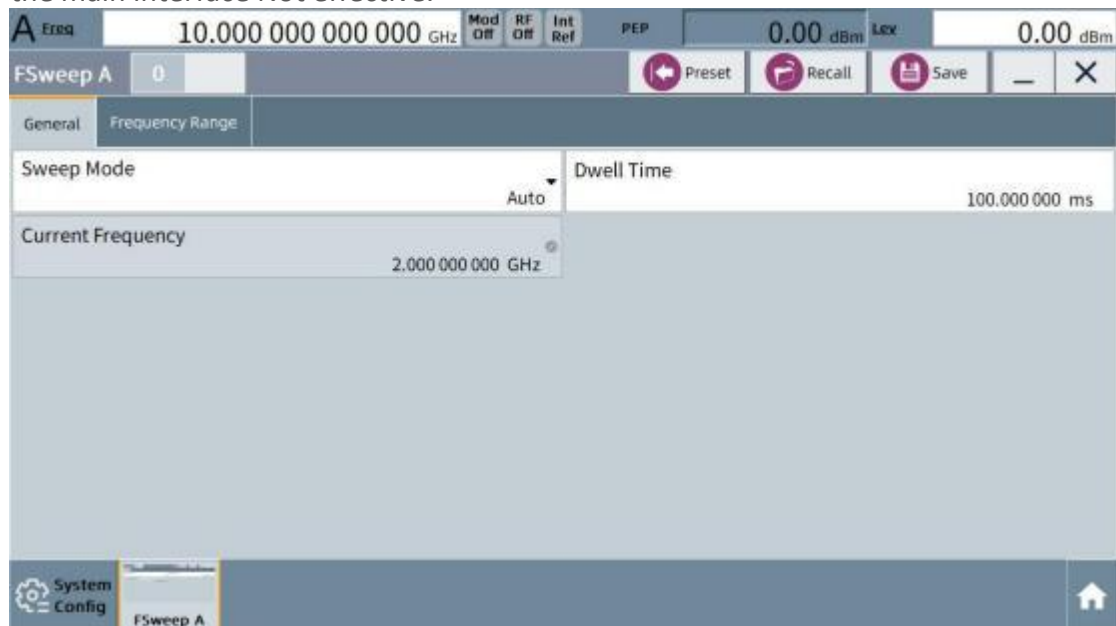 the main interface Not effective.
A Freq 10.000 000 000 000 GHz Mod Off RF Off Int Ref PEP 0.00 dBm Lev 0.00 dBm
FSweep A 0 Preset Recall Save
General Frequency Range
Sweep Mode
Auto
Dwell Time
100.000 000 ms
Current Frequency
2.000 000 000 GHz
System Config
FSweep A